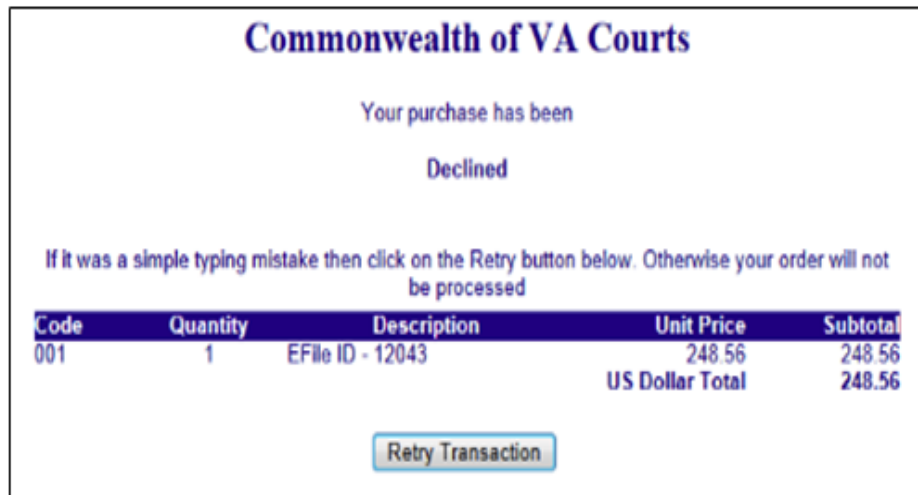 Commonwealth of VA Courts
Your purchase has been
Declined
If it was a simple typing mistake then click on the Retry button below. Otherwise your order will not
be processed
Code Quantity Description Unit Price Subtotal
001 1 EFile ID - 12043 248.56 248.56
US Dollar Total 248.56
Retry Transaction